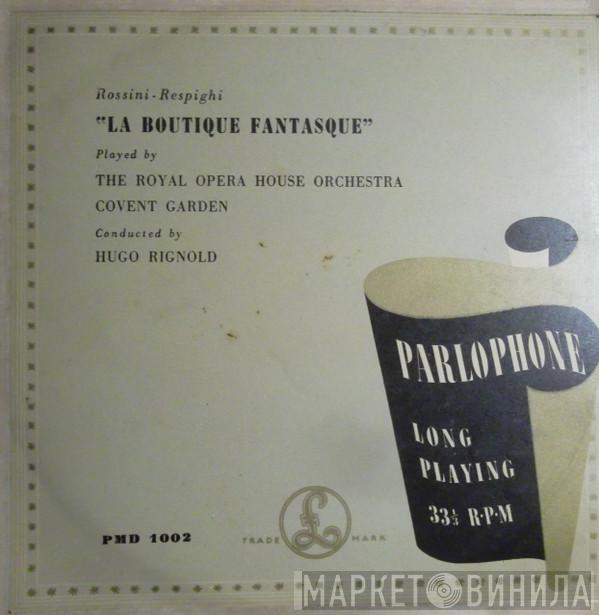 Rossini-Respighi
"LA BOUTIQUE FANTASQUE"
Played by
THE ROYAL OPERA HOUSE ORCHESTRA
COVENT GARDEN
Conducted by
HUGO RIGNOLD
PARLOPHONE
LONG
PLAYING
33⅓ R·P·M
PMD 1002
TRADE £ MARK
МАРКЕТ ВИНИЛА